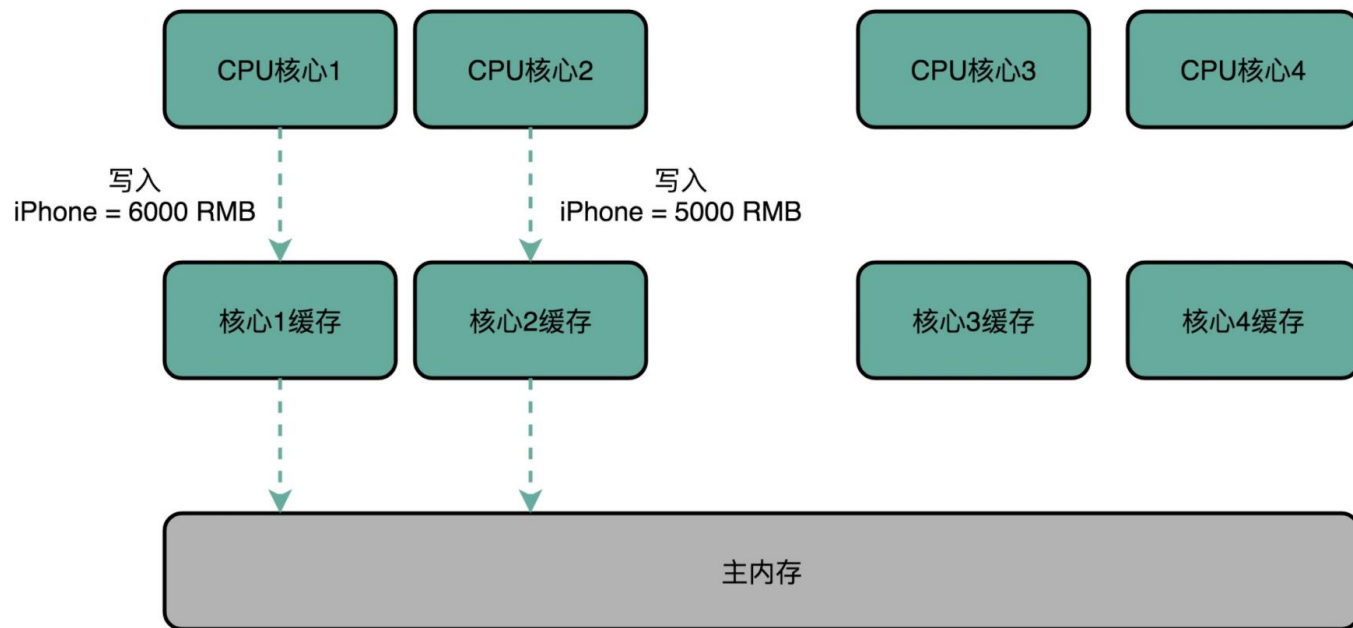 CPU核心1
CPU核心2
CPU核心3
CPU核心4
写入
iPhone = 6000 RMB
写入
iPhone = 5000 RMB
核心1缓存
核心2缓存
核心3缓存
核心4缓存
主内存